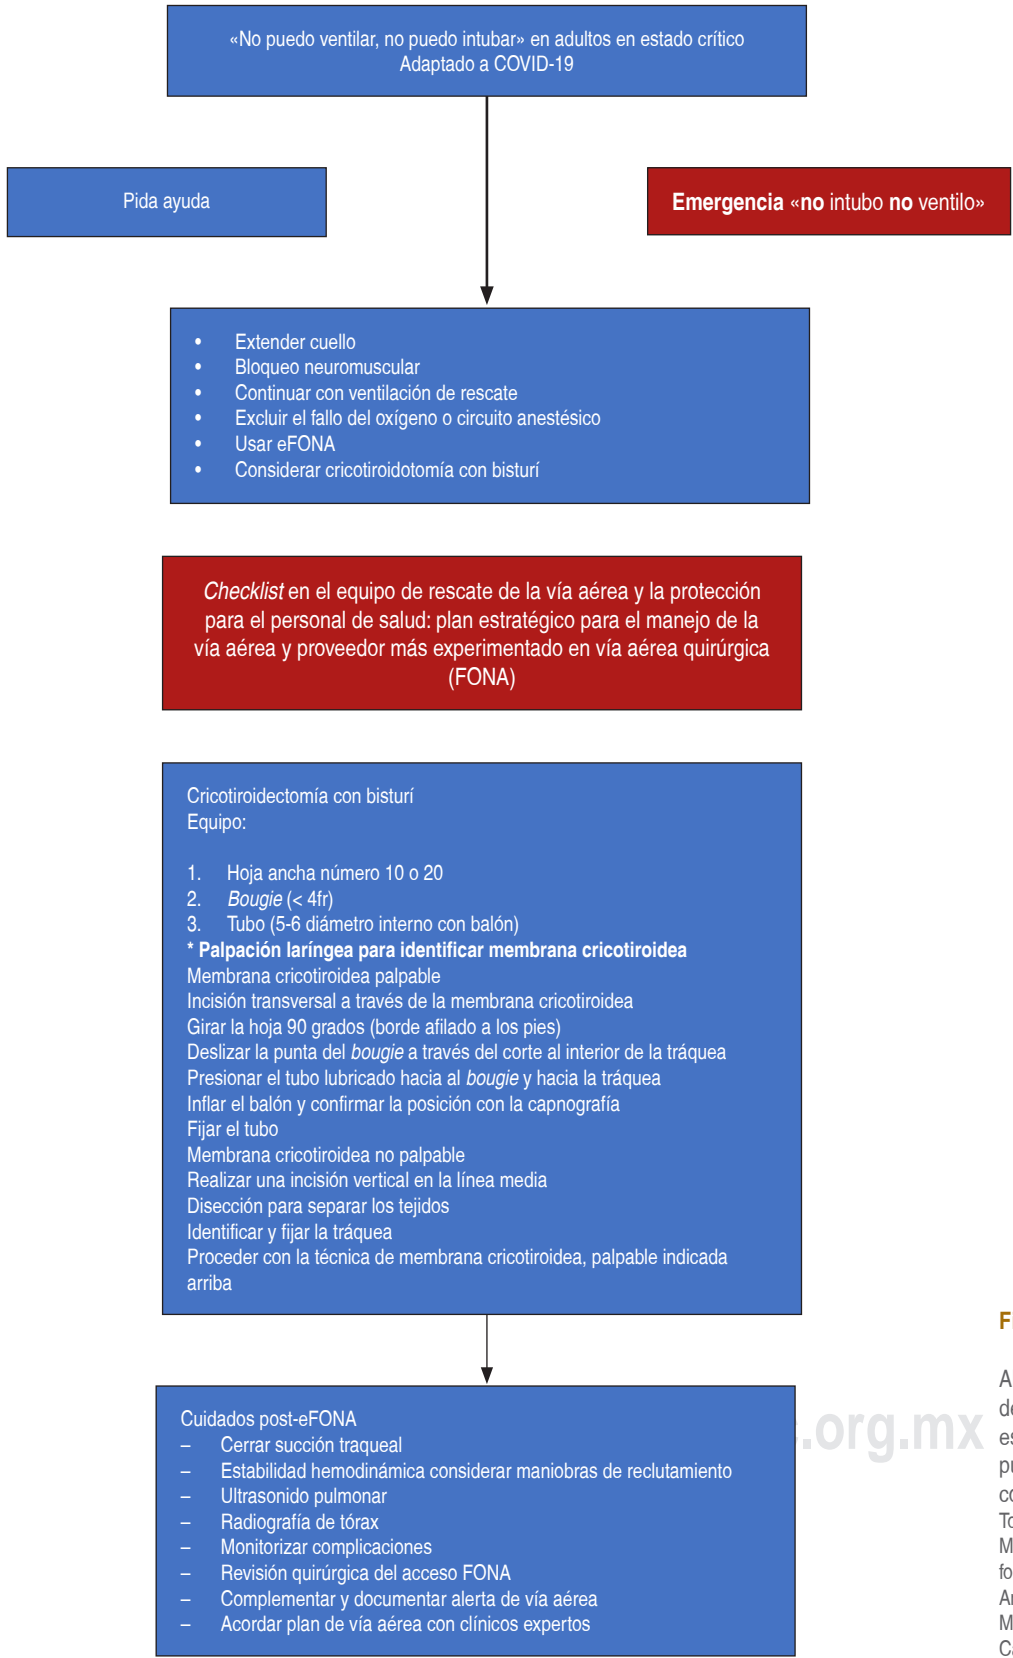 «No puedo ventilar, no puedo intubar» en adultos en estado crítico
Adaptado a COVID-19
Pida ayuda
Emergencia «no intubo no ventilo»
• Extender cuello
• Bloqueo neuromuscular
• Continuar con ventilación de rescate
• Excluir el fallo del oxígeno o circuito anestésico
• Usar eFONA
• Considerar cricotiroidotomía con bisturí
Checklist en el equipo de rescate de la vía aérea y la protección
para el personal de salud: plan estratégico para el manejo de la
vía aérea y proveedor más experimentado en vía aérea quirúrgica
(FONA)
Cricotiroidectomía con bisturí
Equipo:
1. Hoja ancha número 10 o 20
2. Bougie (< 4fr)
3. Tubo (5-6 diámetro interno con balón)
* Palpación laríngea para identificar membrana cricotiroidea
Membrana cricotiroidea palpable
Incisión transversal a través de la membrana cricotiroidea
Girar la hoja 90 grados (borde afilado a los pies)
Deslizar la punta del bougie a través del corte al interior de la tráquea
Presionar el tubo lubricado hacia al bougie y hacia la tráquea
Inflar el balón y confirmar la posición con la capnografía
Fijar el tubo
Membrana cricotiroidea no palpable
Realizar una incisión vertical en la línea media
Disección para separar los tejidos
Identificar y fijar la tráquea
Proceder con la técnica de membrana cricotiroidea, palpable indicada
arriba
Cuidados post-eFONA
– Cerrar succión traqueal
– Estabilidad hemodinámica considerar maniobras de reclutamiento
– Ultrasonido pulmonar
– Radiografía de tórax
– Monitorizar complicaciones
– Revisión quirúrgica del acceso FONA
– Complementar y documentar alerta de vía aérea
– Acordar plan de vía aérea con clínicos expertos
.org.mx